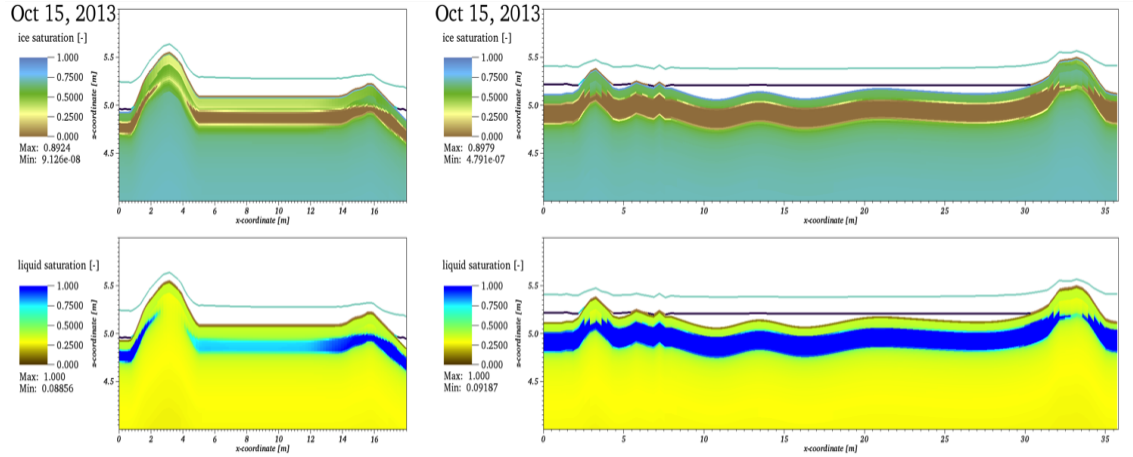 Oct 15, 2013
ice saturation [-]
1.000
0.7500
0.5000
0.2500
0.000
Max: 0.8924
Min: 9.126e-08
z-coordinate [m]
5.5
5.0
4.5
0 2 4 6 8 10 12 14 16
x-coordinate [m]
Oct 15, 2013
ice saturation [-]
1.000
0.7500
0.5000
0.2500
0.000
Max: 0.8979
Min: 4.791e-07
z-coordinate [m]
5.5
5.0
4.5
0 5 10 15 20 25 30 35
x-coordinate [m]
liquid saturation [-]
1.000
0.7500
0.5000
0.2500
0.000
Max: 1.000
Min: 0.08856
z-coordinate [m]
5.5
5.0
4.5
0 2 4 6 8 10 12 14 16
x-coordinate [m]
liquid saturation [-]
1.000
0.7500
0.5000
0.2500
0.000
Max: 1.000
Min: 0.09187
z-coordinate [m]
5.5
5.0
4.5
0 5 10 15 20 25 30 35
x-coordinate [m]